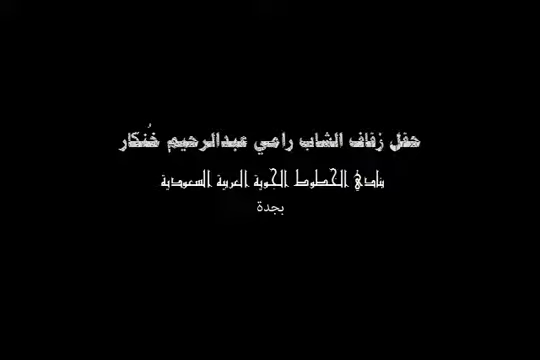 حفل زفاف الشاب رامي عبدالرحيم خُنكار
بنادي الخطوط الجوية العربية السعودية
بجدة